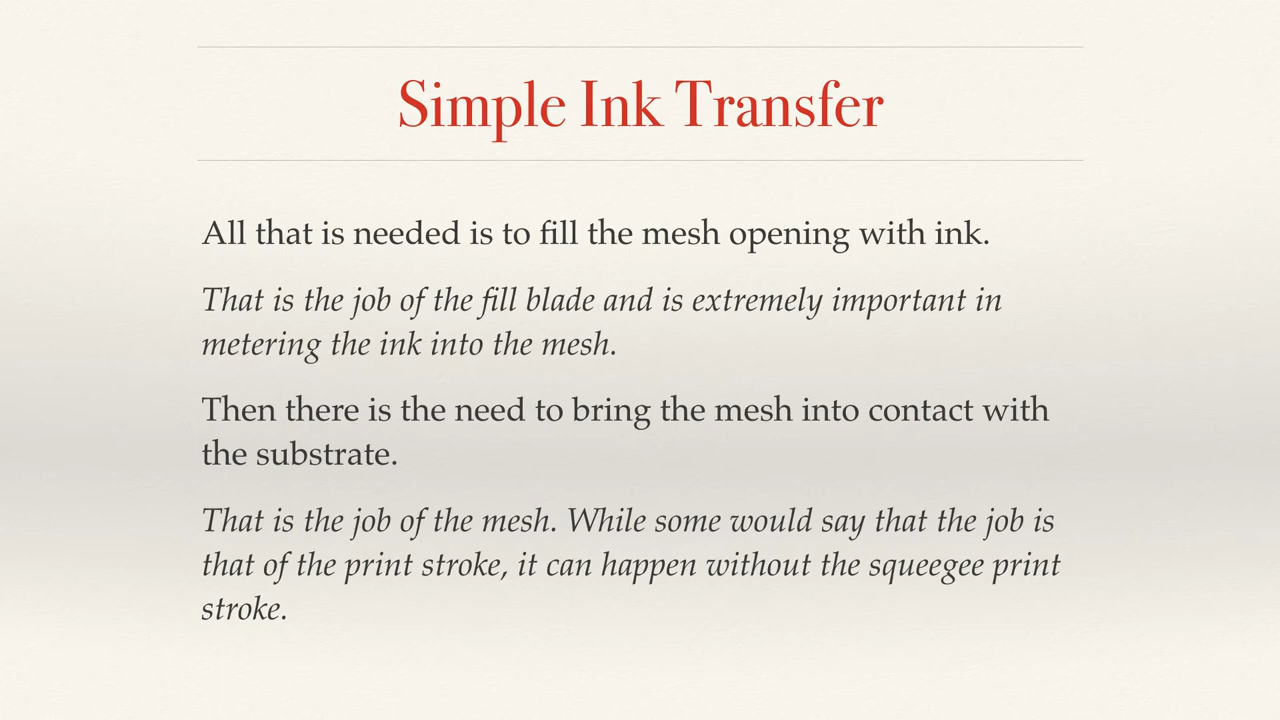 Simple Ink Transfer
All that is needed is to fill the mesh opening with ink.
That is the job of the fill blade and is extremely important in
metering the ink into the mesh.
Then there is the need to bring the mesh into contact with
the substrate.
That is the job of the mesh. While some would say that the job is
that of the print stroke, it can happen without the squeegee print
stroke.